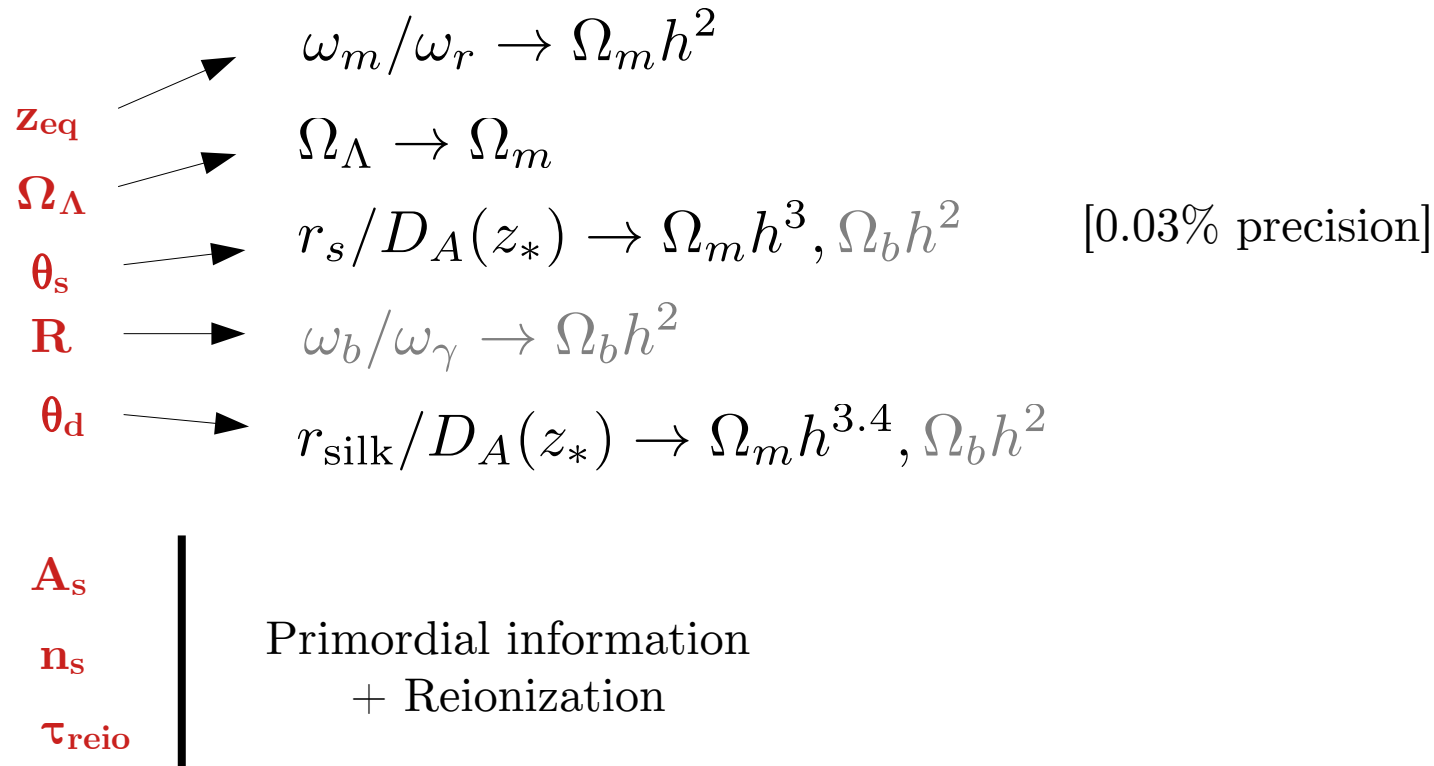 z_eq ω_m/ω_r → Ω_m h^2
Ω_Λ Ω_Λ → Ω_m
θ_s r_s/D_A(z_*) → Ω_m h^3, Ω_b h^2 [0.03% precision]
R ω_b/ω_γ → Ω_b h^2
θ_d r_silk/D_A(z_*) → Ω_m h^{3.4}, Ω_b h^2
A_s
n_s
τ_reio
Primordial information
+ Reionization